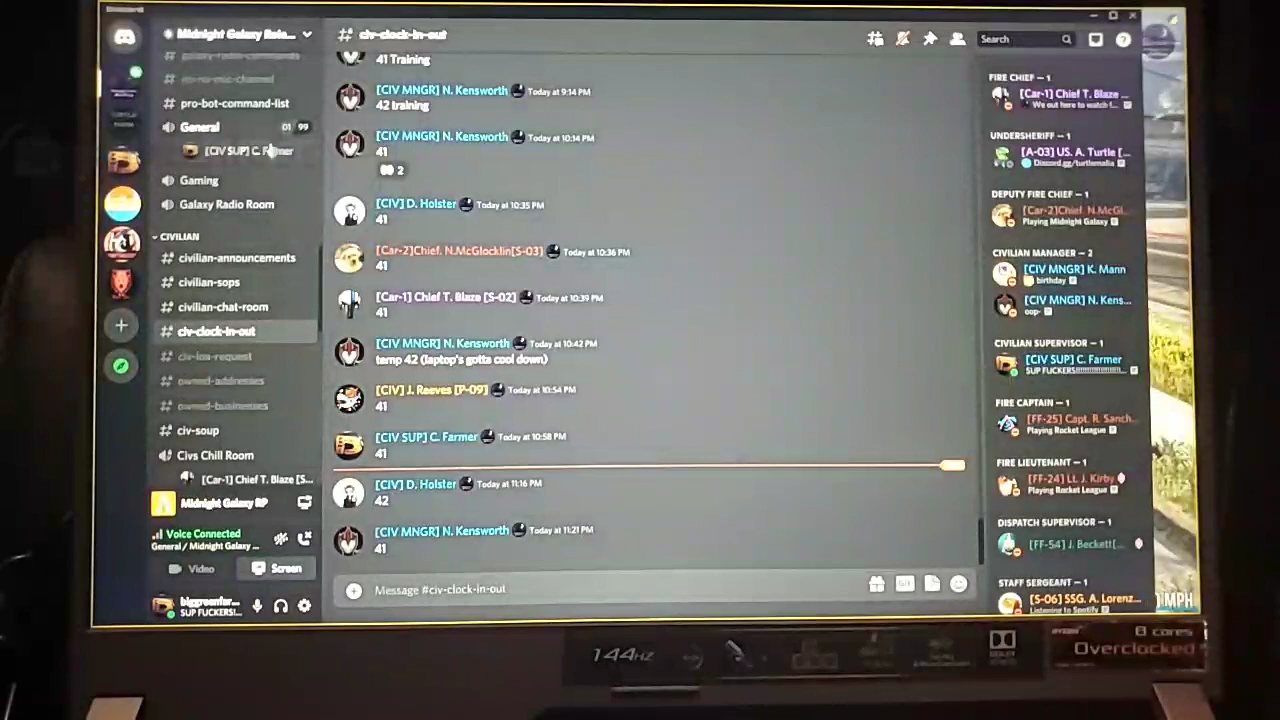 Discord
Midnight Galaxy Role...
galaxy-radio-commands
no-no-mic-channel
pro-bot-command-list
General 01 99
[CIV SUP] C. Farmer
Gaming
Galaxy Radio Room
CIVILIAN
civilian-announcements
civilian-sops
civilian-chat-room
civ-clock-in-out
civ-loa-request
owned-addresses
owned-businesses
civ-soup
Civs Chill Room
[Car-1] Chief T. Blaze [S...
Midnight Galaxy RP
Voice Connected
General / Midnight Galaxy ...
Video Screen
SUP FUCKERS!...
civ-clock-in-out
Search
41 Training
[CIV MNGR] N. Kensworth Today at 9:14 PM
42 training
[CIV MNGR] N. Kensworth Today at 10:14 PM
41
2
[CIV] D. Holster Today at 10:35 PM
41
[Car-2]Chief. N.McGlocklin[S-03] Today at 10:36 PM
41
[Car-1] Chief T. Blaze [S-02] Today at 10:39 PM
41
[CIV MNGR] N. Kensworth Today at 10:42 PM
temp 42 (laptop's gotta cool down)
[CIV] J. Reeves [P-09] Today at 10:54 PM
41
[CIV SUP] C. Farmer Today at 10:58 PM
41
[CIV] D. Holster Today at 11:16 PM
42
[CIV MNGR] N. Kensworth Today at 11:21 PM
41
Message #civ-clock-in-out
GIF
FIRE CHIEF — 1
[Car-1] Chief T. Blaze ...
We out here to watch f...
UNDERSHERIFF — 1
[A-03] US. A. Turtle [...
Discord.gg/turtlemafia
DEPUTY FIRE CHIEF — 1
[Car-2]Chief. N.McGl...
Playing Midnight Galaxy
CIVILIAN MANAGER — 2
[CIV MNGR] K. Mann
birthday
[CIV MNGR] N. Kens...
oop-
CIVILIAN SUPERVISOR — 1
[CIV SUP] C. Farmer
SUP FUCKERS!!!!!!!!!!!!!!!!!!!!!...
FIRE CAPTAIN — 1
[FF-25] Capt. R. Sanch...
Playing Rocket League
FIRE LIEUTENANT — 1
[FF-24] Lt. J. Kirby
Playing Rocket League
DISPATCH SUPERVISOR — 1
[FF-54] J. Beckett[...
STAFF SERGEANT — 1
[S-06] SSG. A. Lorenz...
Listening to Spotify
MPH
144HZ
8 cores
Overclocked